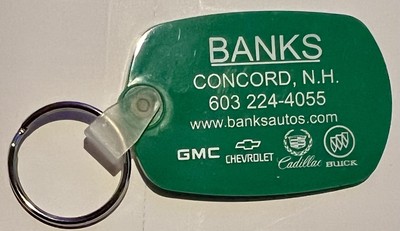 BANKS
CONCORD, N.H.
603 224-4055
www.banksautos.com
GMC CHEVROLET Cadillac BUICK